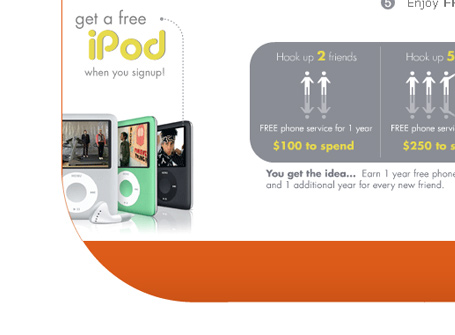 5 Enjoy
get a free
iPod
when you signup!
Hook up 2 friends
FREE phone service for 1 year
$100 to spend
Hook up 5
FREE phone
$250 to
You get the idea... Earn 1 year free phone
and 1 additional year for every new friend.